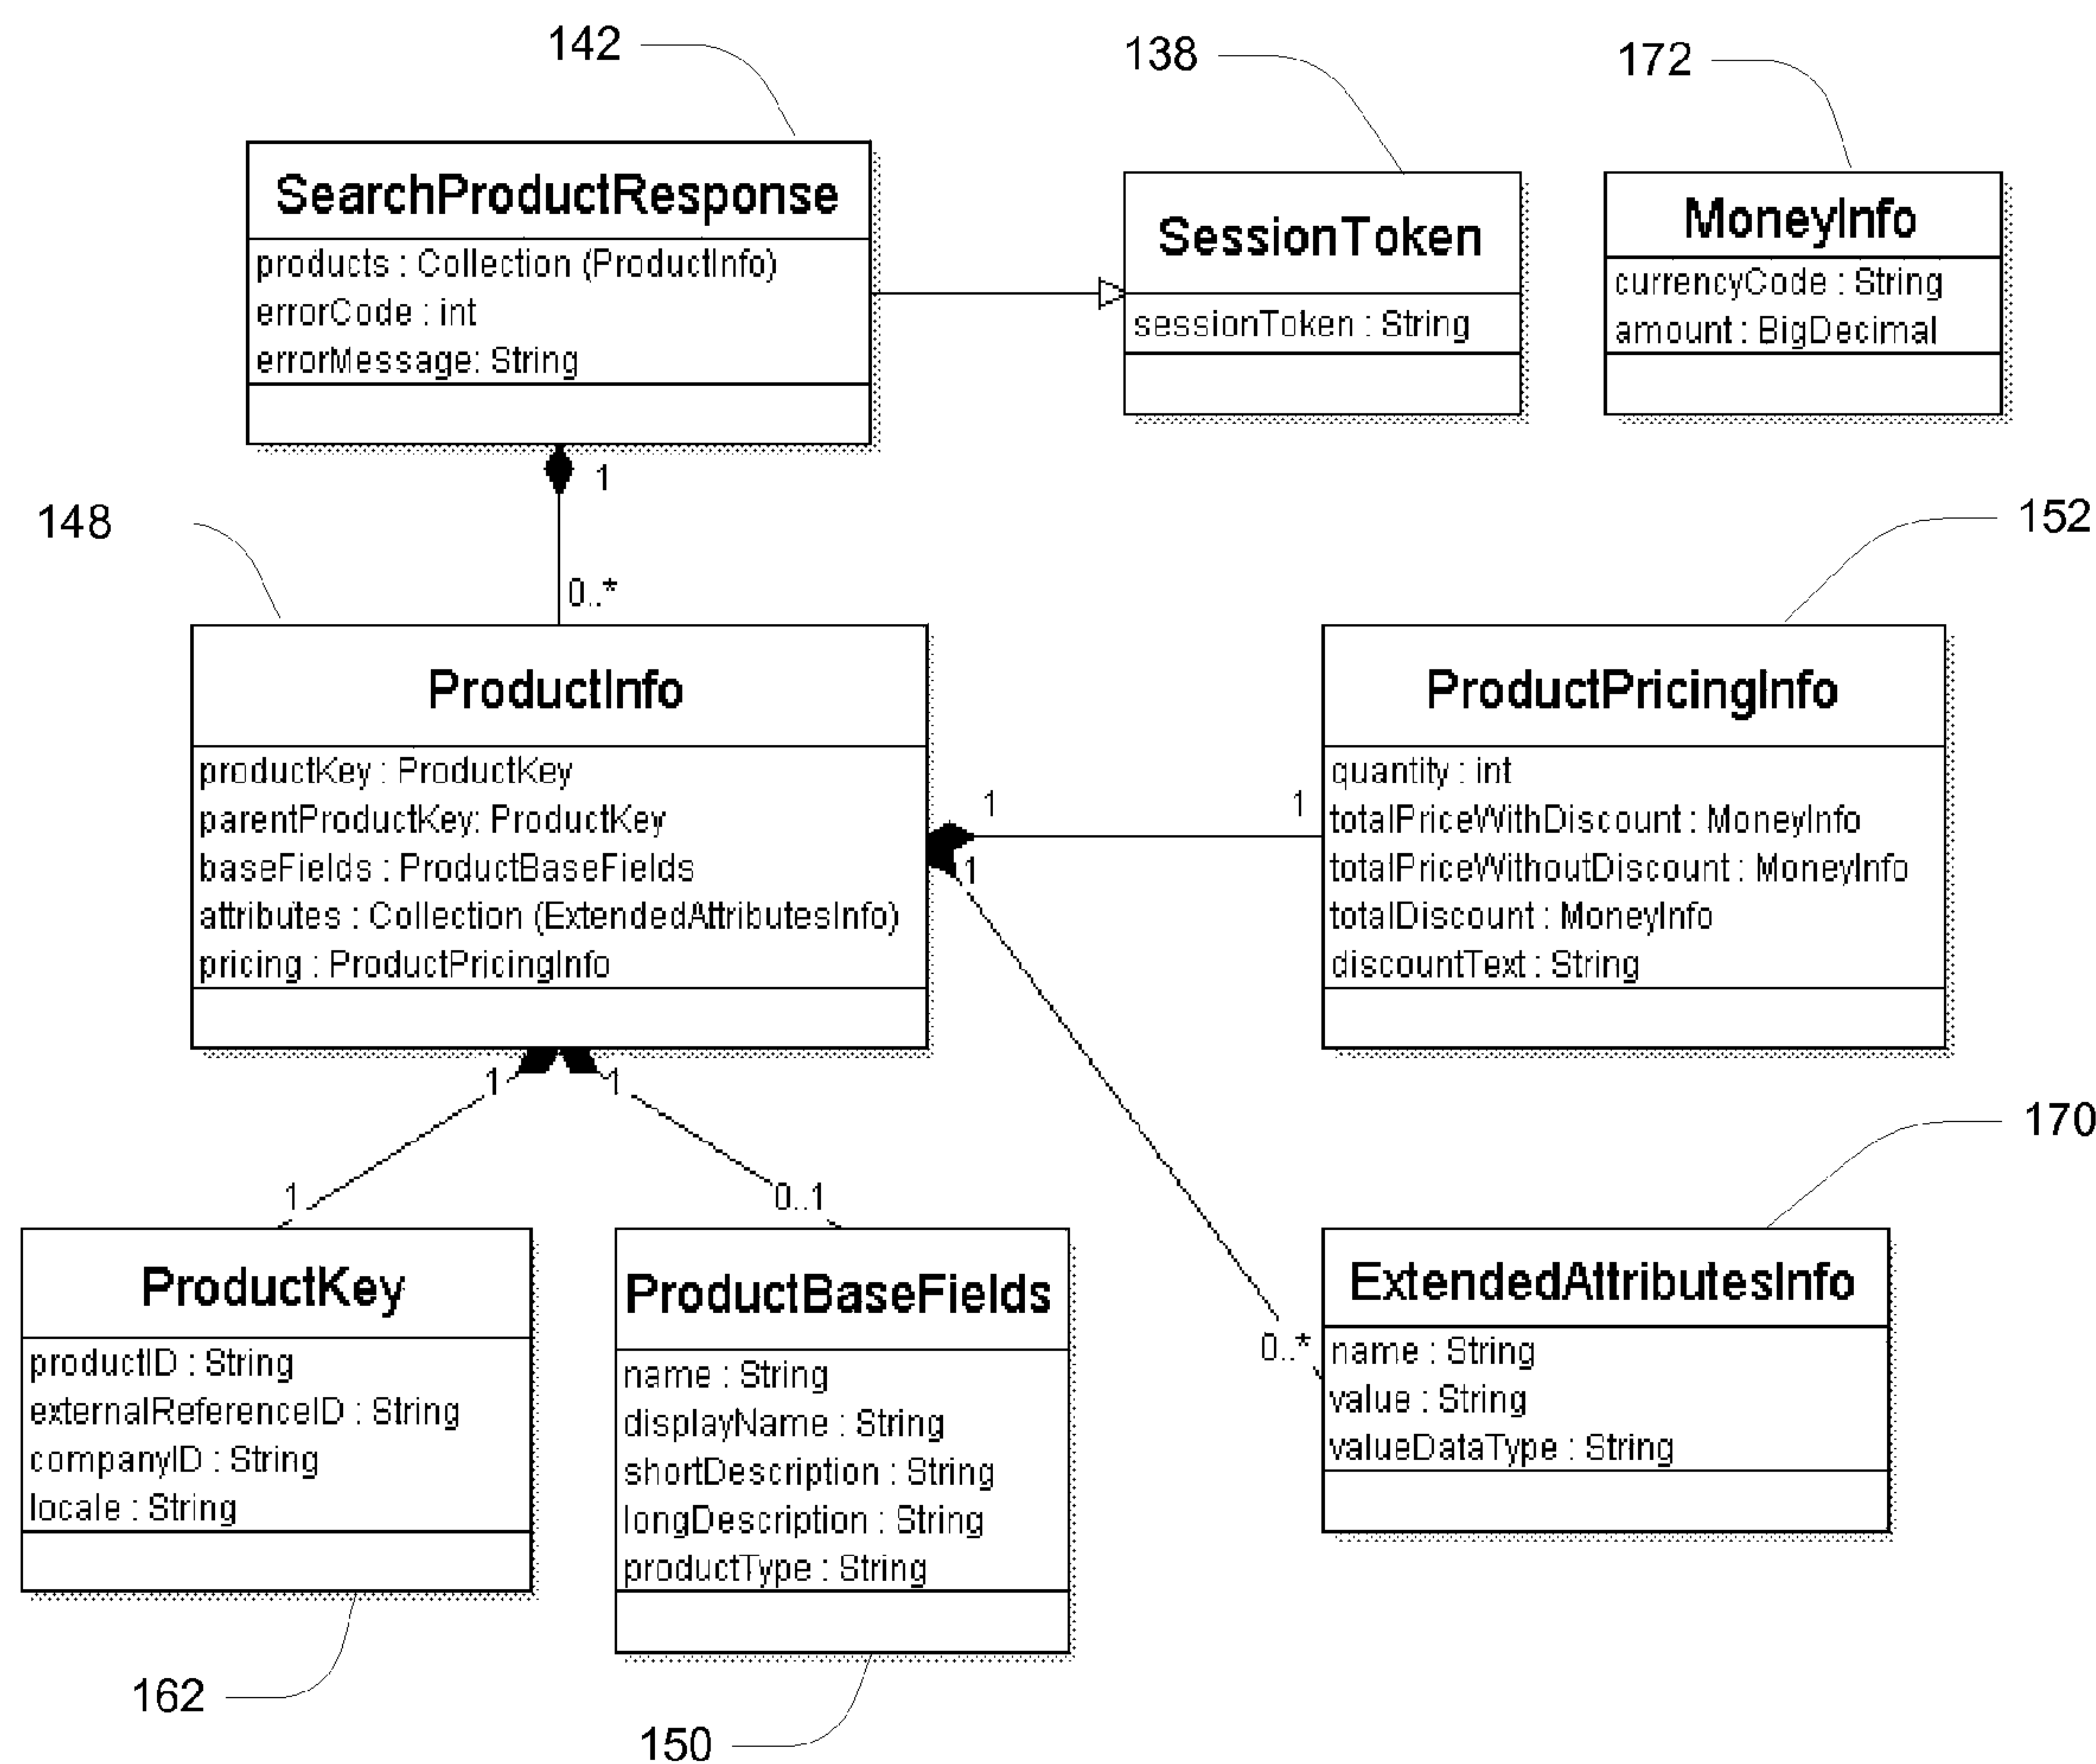 142
138
172
SearchProductResponse
products : Collection (ProductInfo)
errorCode : int
errorMessage: String
SessionToken
sessionToken : String
MoneyInfo
currencyCode : String
amount : BigDecimal
1
0..*
148
152
ProductInfo
productKey : ProductKey
parentProductKey: ProductKey
baseFields : ProductBaseFields
attributes : Collection (ExtendedAttributesInfo)
pricing : ProductPricingInfo
1
1
1
ProductPricingInfo
quantity : int
totalPriceWithDiscount : MoneyInfo
totalPriceWithoutDiscount : MoneyInfo
totalDiscount : MoneyInfo
discountText : String
1
1
1
0..1
0..*
170
ProductKey
productID : String
externalReferenceID : String
companyID : String
locale : String
ProductBaseFields
name : String
displayName : String
shortDescription : String
longDescription : String
productType : String
ExtendedAttributesInfo
name : String
value : String
valueDataType : String
162
150